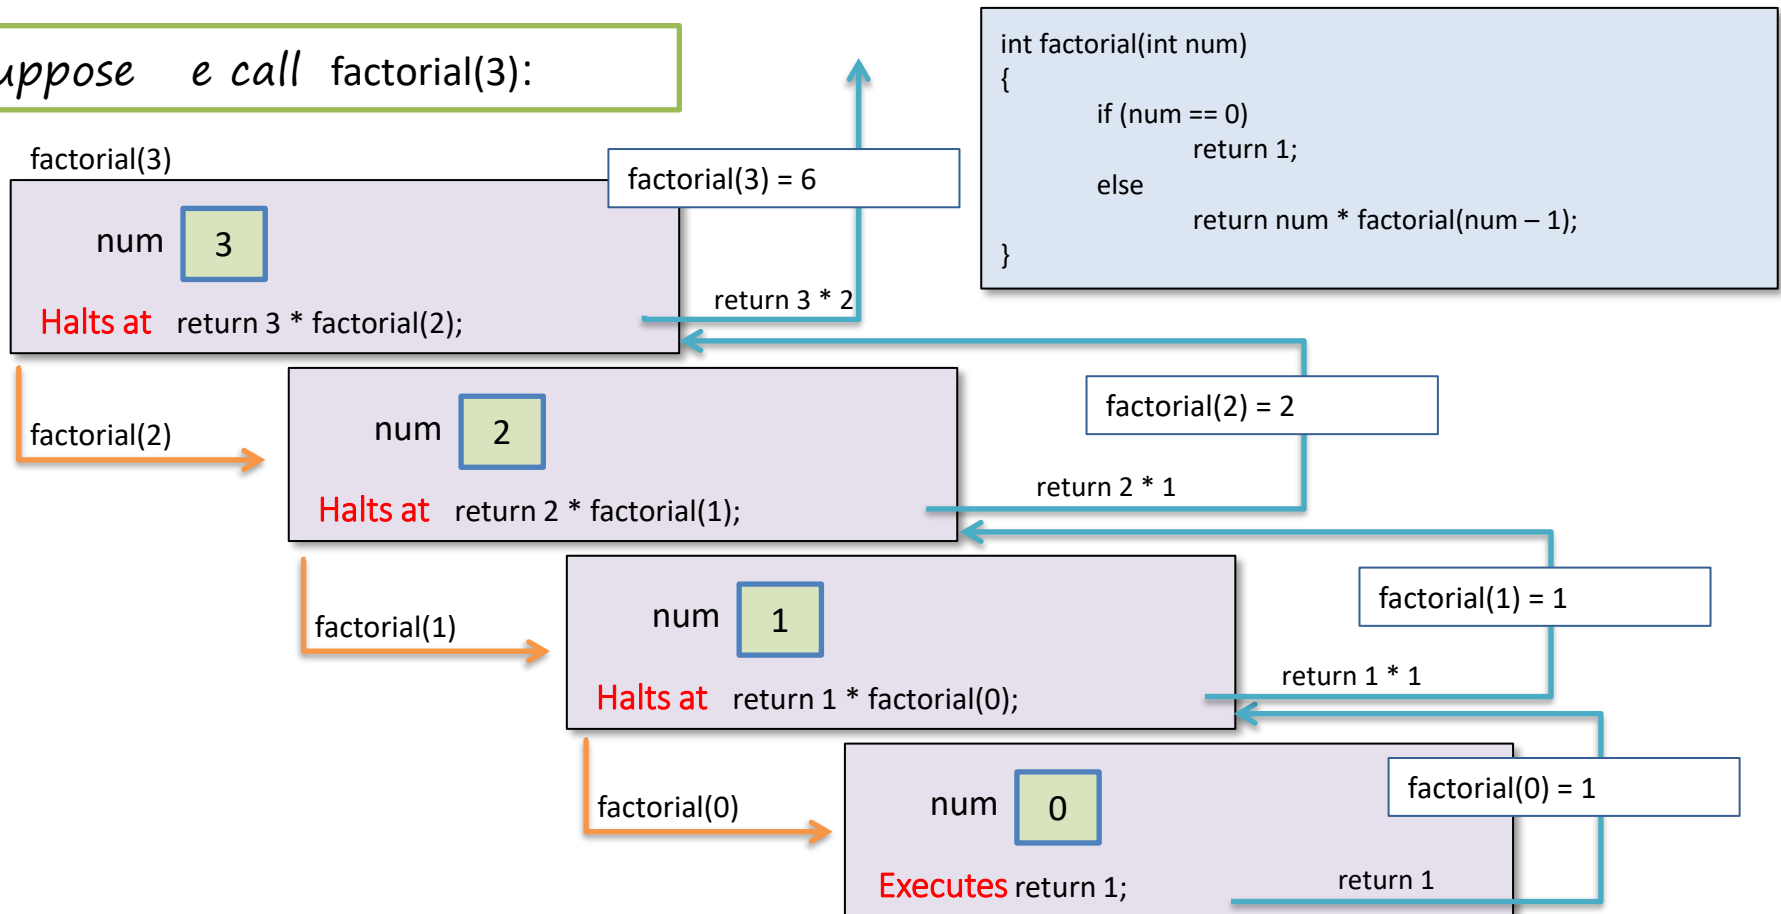 uppose e call factorial(3):
int factorial(int num)
{
if (num == 0)
return 1;
else
return num * factorial(num – 1);
}
factorial(3)
factorial(3) = 6
num 3
Halts at return 3 * factorial(2);
return 3 * 2
factorial(2)
num 2
factorial(2) = 2
Halts at return 2 * factorial(1);
return 2 * 1
factorial(1)
num 1
factorial(1) = 1
Halts at return 1 * factorial(0);
return 1 * 1
factorial(0)
num 0
factorial(0) = 1
Executes return 1;
return 1